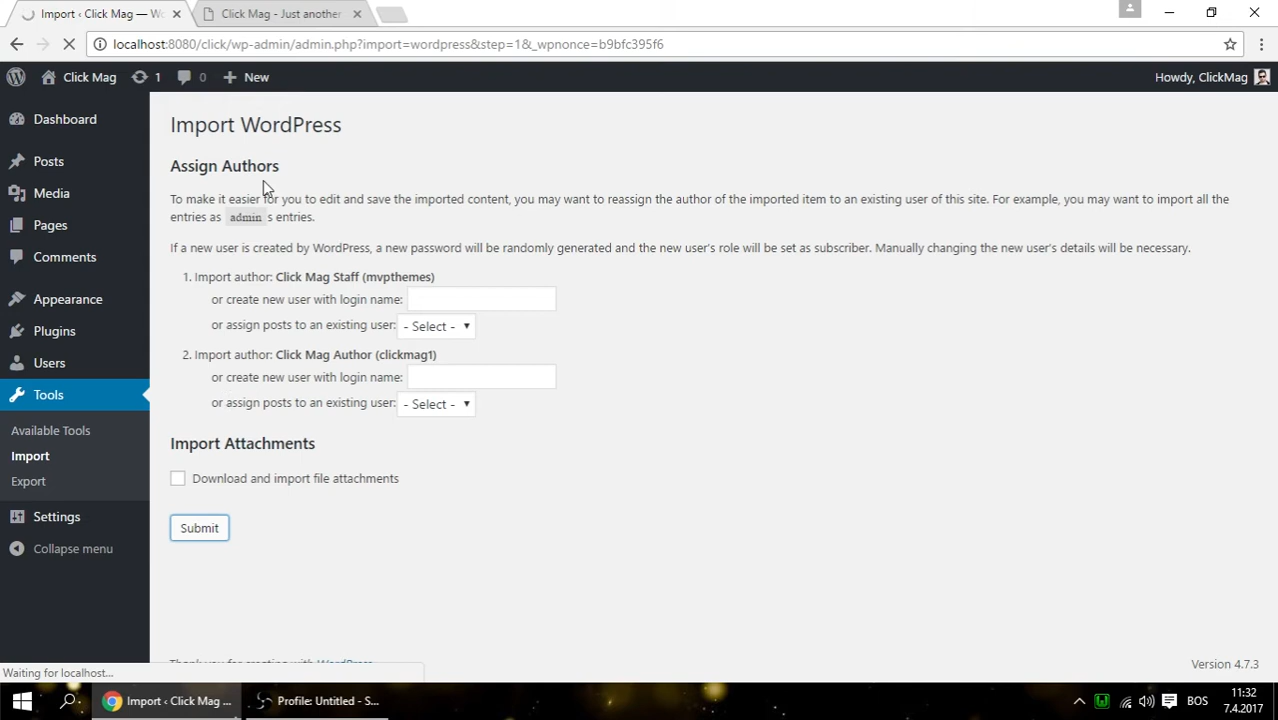 Import ‹ Click Mag — Wo
Click Mag - Just another
localhost:8080/click/wp-admin/admin.php?import=wordpress&step=1&_wpnonce=b9bfc395f6
Click Mag 1 0 New
Howdy, ClickMag
Dashboard
Posts
Media
Pages
Comments
Appearance
Plugins
Users
Tools
Available Tools
Import
Export
Settings
Collapse menu
Import WordPress
Assign Authors
To make it easier for you to edit and save the imported content, you may want to reassign the author of the imported item to an existing user of this site. For example, you may want to import all the
entries as admin s entries.
If a new user is created by WordPress, a new password will be randomly generated and the new user's role will be set as subscriber. Manually changing the new user's details will be necessary.
1. Import author: Click Mag Staff (mvpthemes)
or create new user with login name:
or assign posts to an existing user: - Select -
2. Import author: Click Mag Author (clickmag1)
or create new user with login name:
or assign posts to an existing user: - Select -
Import Attachments
Download and import file attachments
Submit
Thank you for creating with WordPress
Version 4.7.3
Waiting for localhost...
Import ‹ Click Mag ...
Profile: Untitled - S...
BOS
11:32
7.4.2017